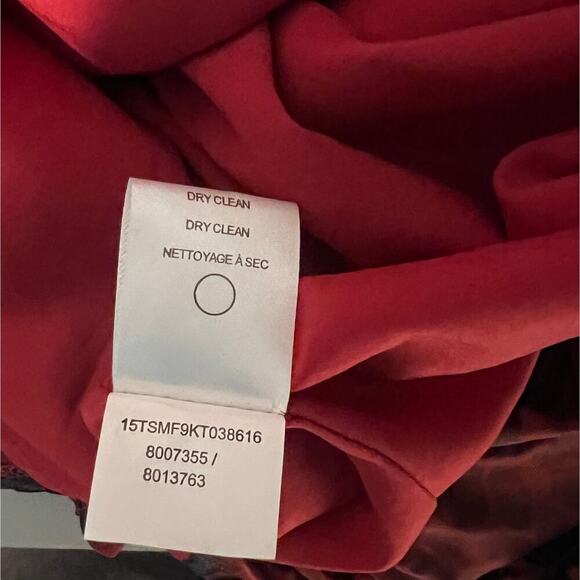 DRY CLEAN
DRY CLEAN
NETTOYAGE À SEC
15TSMF9KT038616
8007355 /
8013763